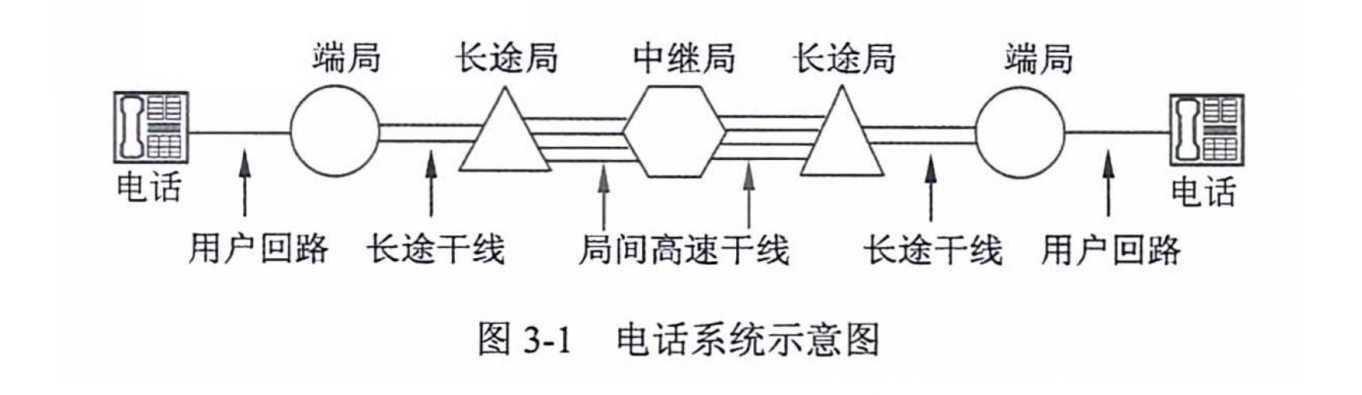 端局 长途局 中继局 长途局 端局
电话 电话
用户回路 长途干线 局间高速干线 长途干线 用户回路
图 3-1 电话系统示意图